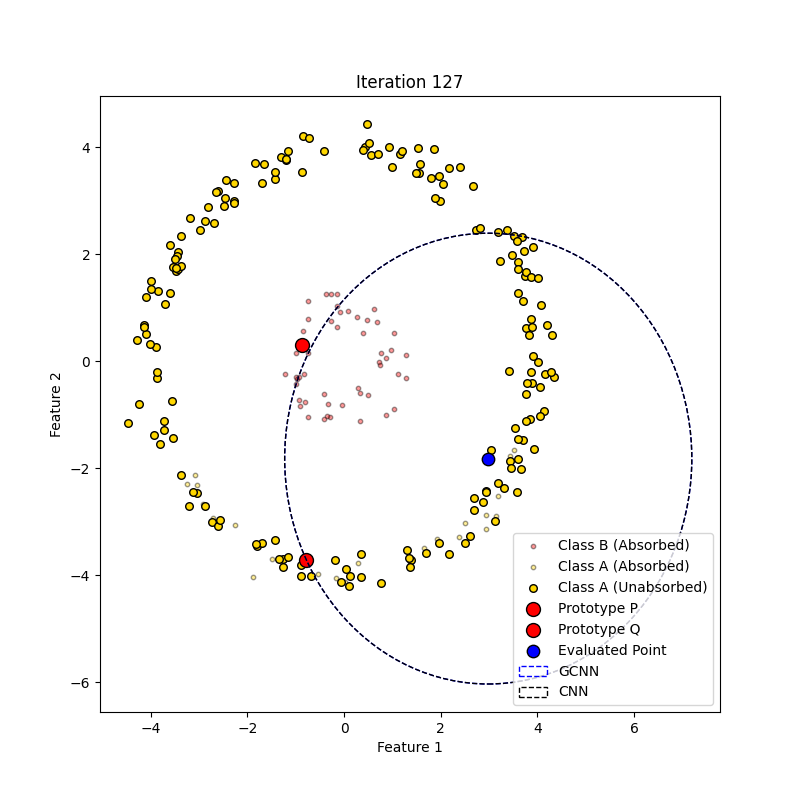 Iteration 127
4
2
0
−2
−4
−6
Feature 2
−4
−2
0
2
4
6
Feature 1
Class B (Absorbed)
Class A (Absorbed)
Class A (Unabsorbed)
Prototype P
Prototype Q
Evaluated Point
GCNN
CNN